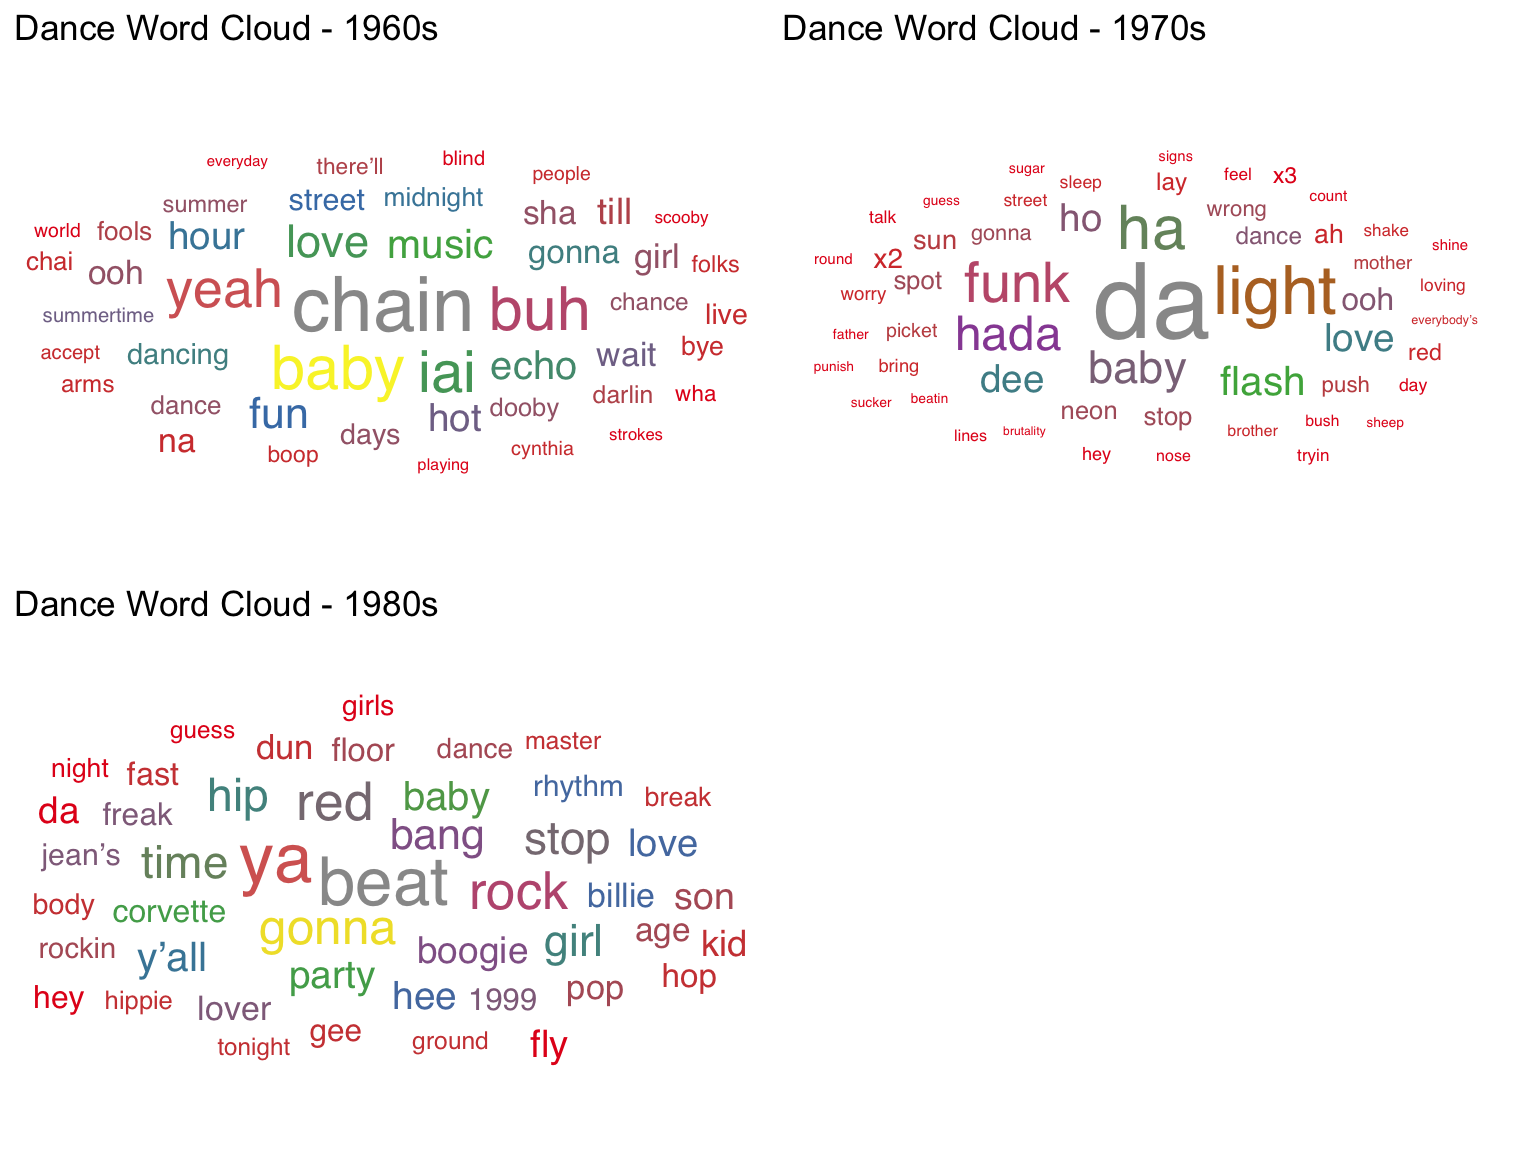 Dance Word Cloud - 1960s
everyday there'll blind people
summer street midnight sha till scooby
world fools hour love music gonna girl folks
chai ooh yeah chain buh chance live
summertime
accept dancing baby iai echo wait bye
arms darlin wha
dance fun hot dooby
na days strokes
boop playing cynthia
Dance Word Cloud - 1970s
signs
sugar sleep lay feel x3 count
guess street wrong
talk sun gonna ho ha dance ah shake shine
round x2 mother
worry spot funk da light ooh loving
father picket hada love everybody's
punish bring dee baby flash push red day
sucker beatin neon stop bush sheep
lines brutality brother
hey nose tryin
Dance Word Cloud - 1980s
girls
guess dun floor dance master
night fast hip red baby rhythm break
da freak bang stop love
jean's time ya beat rock billie son
body corvette gonna age kid
rockin y'all boogie girl
party hop
hey hippie lover hee 1999 pop
tonight gee ground fly